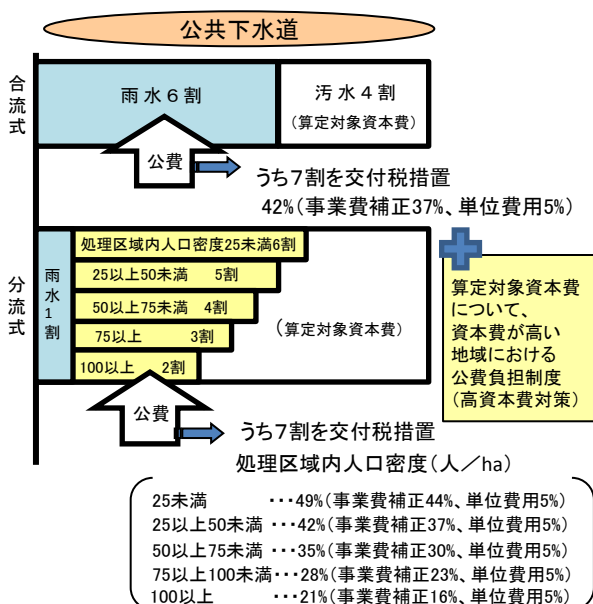 公共下水道
合流式
雨水6割
汚水4割
(算定対象資本費)
公費
うち7割を交付税措置
42%(事業費補正37%、単位費用5%)
分流式
雨水1割
処理区域内人口密度25未満6割
25以上50未満 5割
50以上75未満 4割
75以上 3割
100以上 2割
(算定対象資本費)
算定対象資本費
について、
資本費が高い
地域における
公費負担制度
(高資本費対策)
公費
うち7割を交付税措置
処理区域内人口密度(人/ha)
25未満 ・・・49%(事業費補正44%、単位費用5%)
25以上50未満 ・・・42%(事業費補正37%、単位費用5%)
50以上75未満 ・・・35%(事業費補正30%、単位費用5%)
75以上100未満・・・28%(事業費補正23%、単位費用5%)
100以上 ・・・21%(事業費補正16%、単位費用5%)